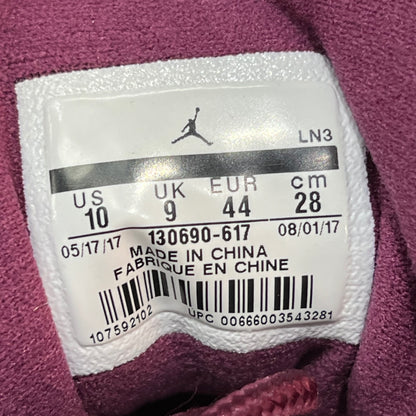 LN3
US UK EUR cm
10 9 44 28
05/17/17 130690-617 08/01/17
MADE IN CHINA
FABRIQUE EN CHINE
107592102 UPC 00666003543281